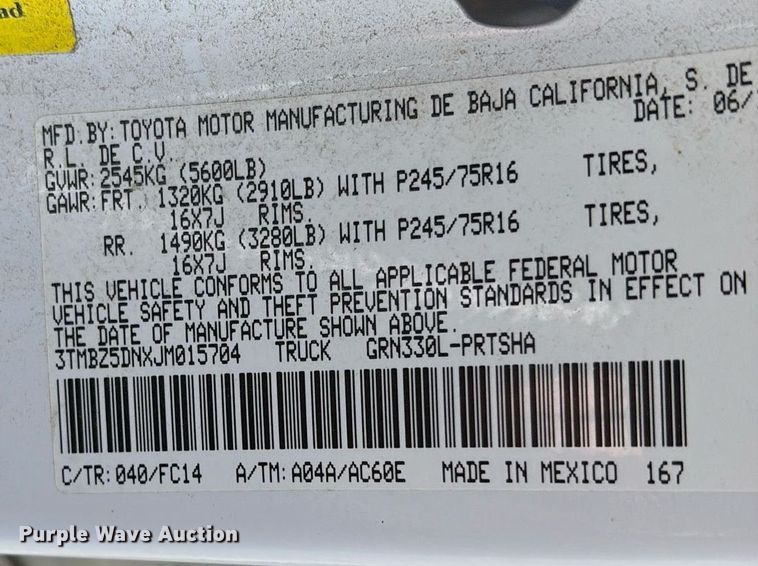 ad
MFD.BY: TOYOTA MOTOR MANUFACTURING DE BAJA CALIFORNIA, S. DE
R.L. DE C.V. DATE: 06/
GVWR: 2545KG (5600LB)
GAWR: FRT. 1320KG (2910LB) WITH P245/75R16 TIRES,
16X7J RIMS.
RR. 1490KG (3280LB) WITH P245/75R16 TIRES,
16X7J RIMS.
THIS VEHICLE CONFORMS TO ALL APPLICABLE FEDERAL MOTOR
VEHICLE SAFETY AND THEFT PREVENTION STANDARDS IN EFFECT ON
THE DATE OF MANUFACTURE SHOWN ABOVE.
3TMBZ5DNXJM015704 TRUCK GRN330L-PRTSHA
C/TR: 040/FC14 A/TM: A04A/AC60E MADE IN MEXICO 167
Purple Wave Auction